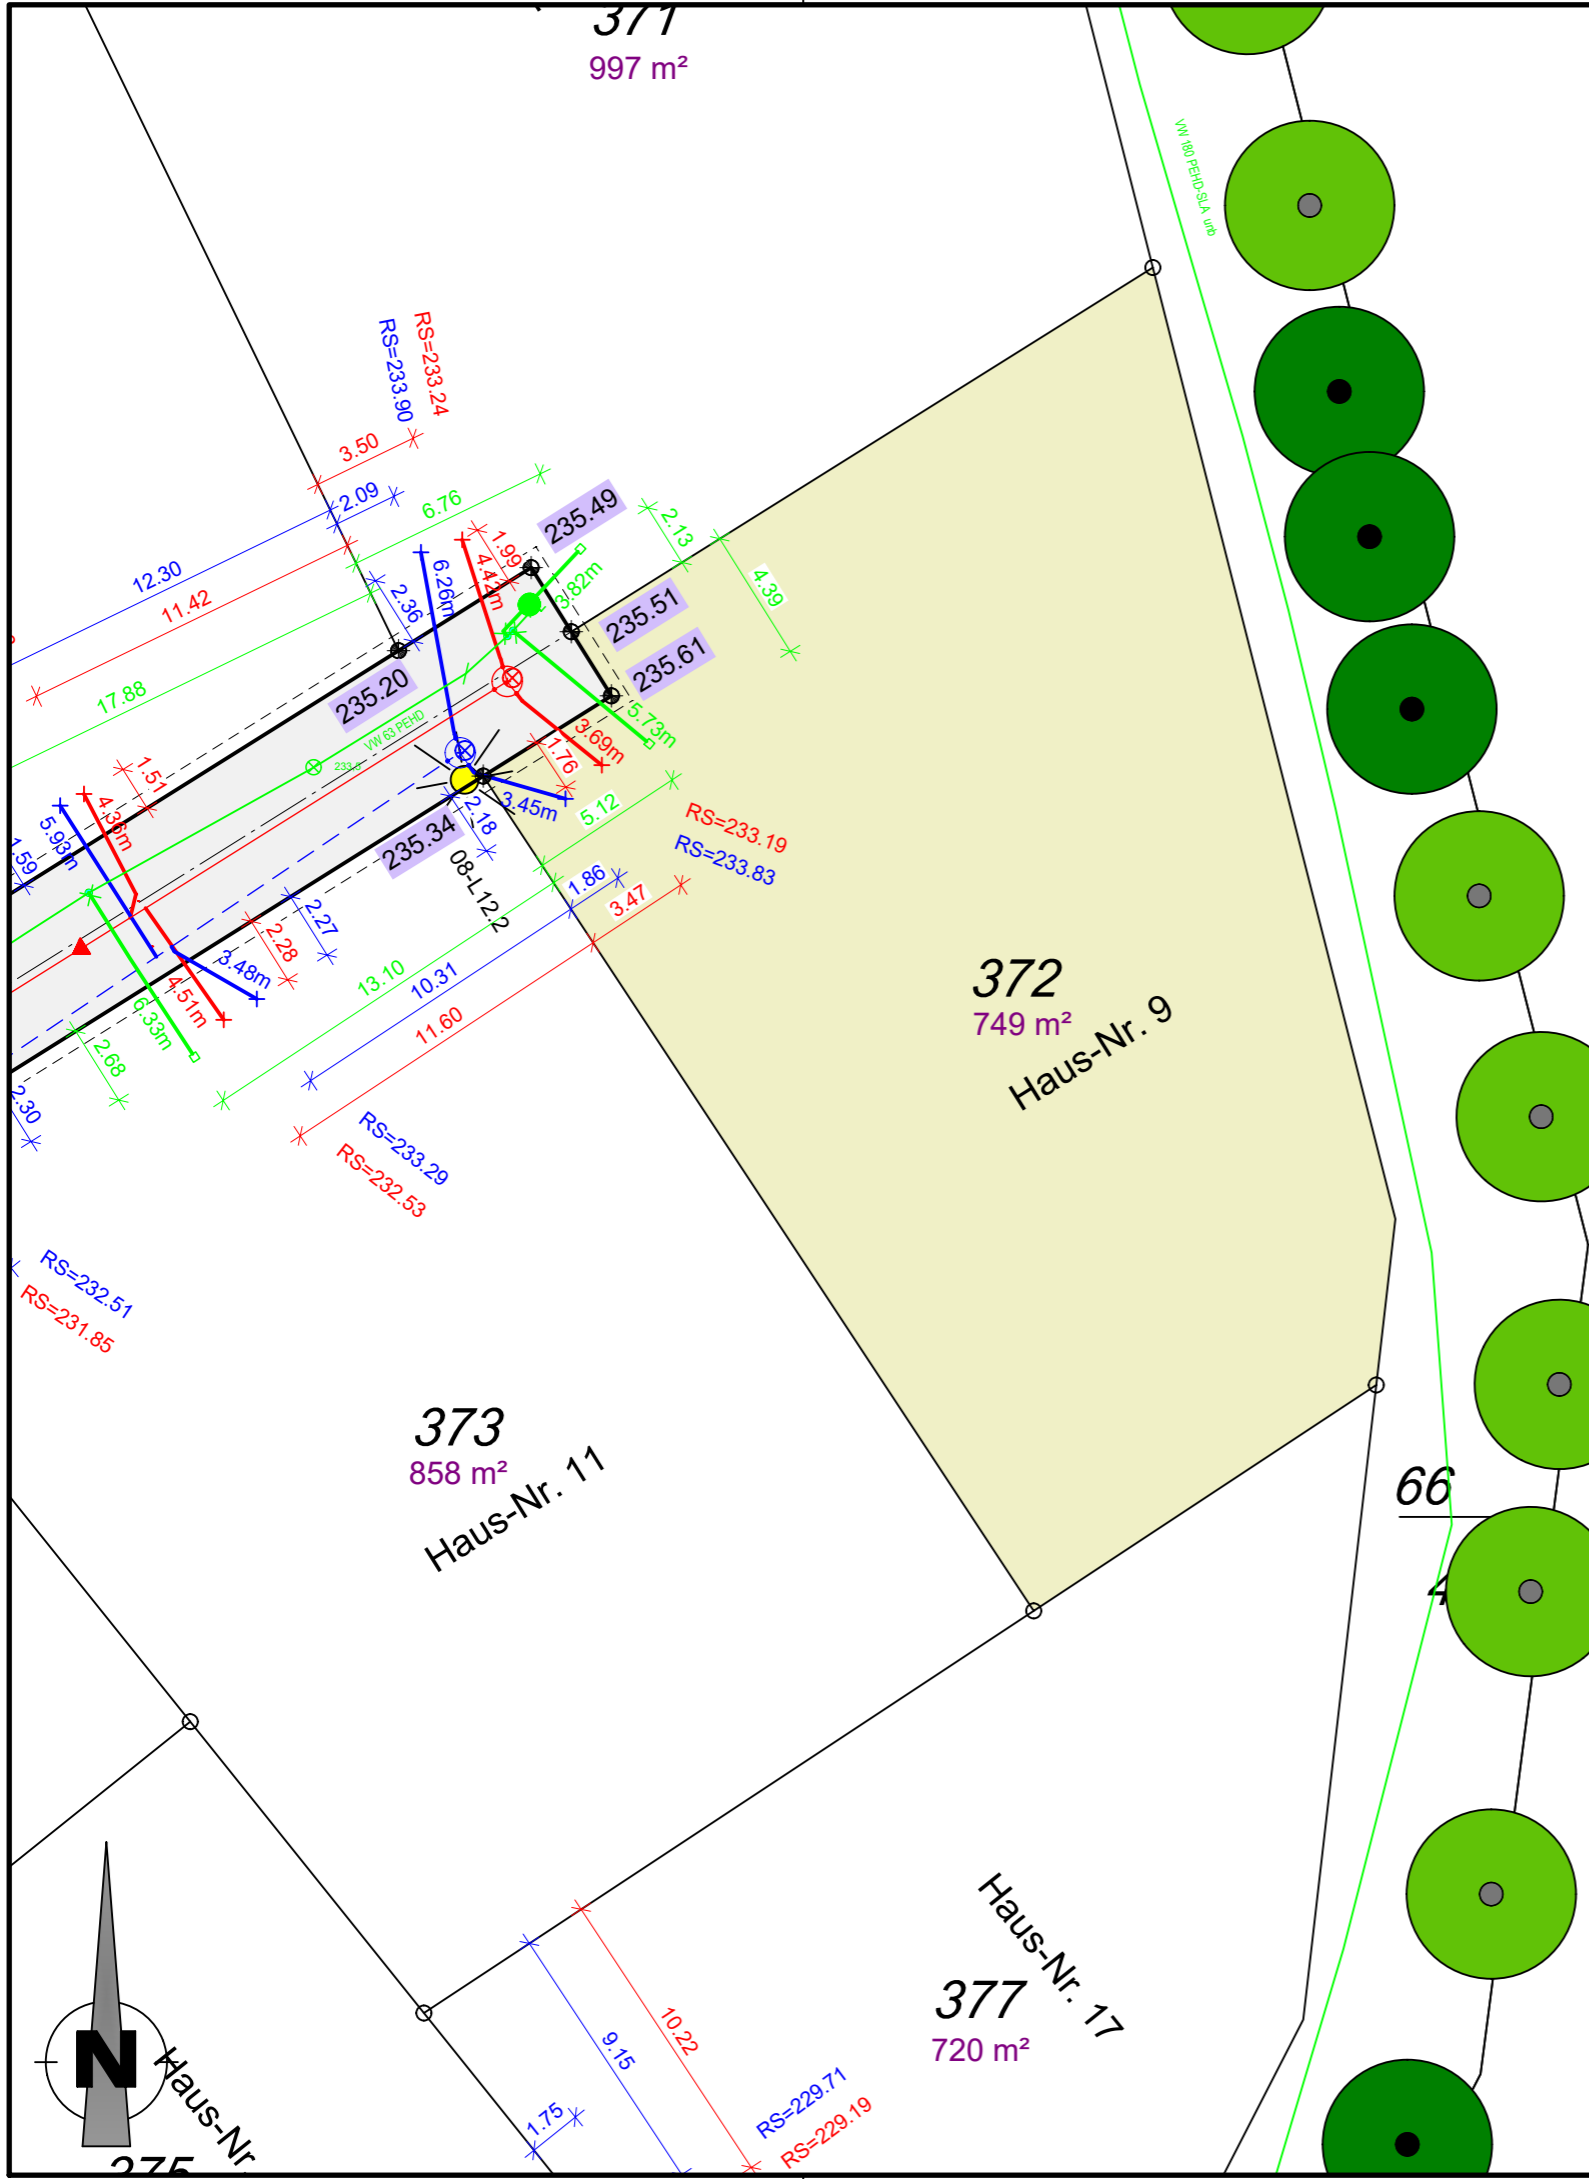 371
997 m²
VW 180 PEHD-SLA unb
RS=233.90
RS=233.24
3.50
2.09
6.76
12.30
11.42
17.88
235.49
1.99
4.42m
6.26m
2.36
3.82m
2.13
4.39
235.51
235.61
235.20
VW 63 PEHD
5.73m
3.69m
1.76
3.45m
5.12
2.18
235.34
08-L12.2
RS=233.19
RS=233.83
1.86
3.47
1.51
4.36m
5.93m
1.59
2.27
2.28
3.48m
4.51m
6.33m
2.68
2.30
13.10
10.31
11.60
RS=233.29
RS=232.53
RS=232.51
RS=231.85
372
749 m²
Haus-Nr. 9
373
858 m²
Haus-Nr. 11
66
4
Haus-Nr. 17
377
720 m²
10.22
9.15
1.75
RS=229.71
RS=229.19
N
Haus-Nr.
275